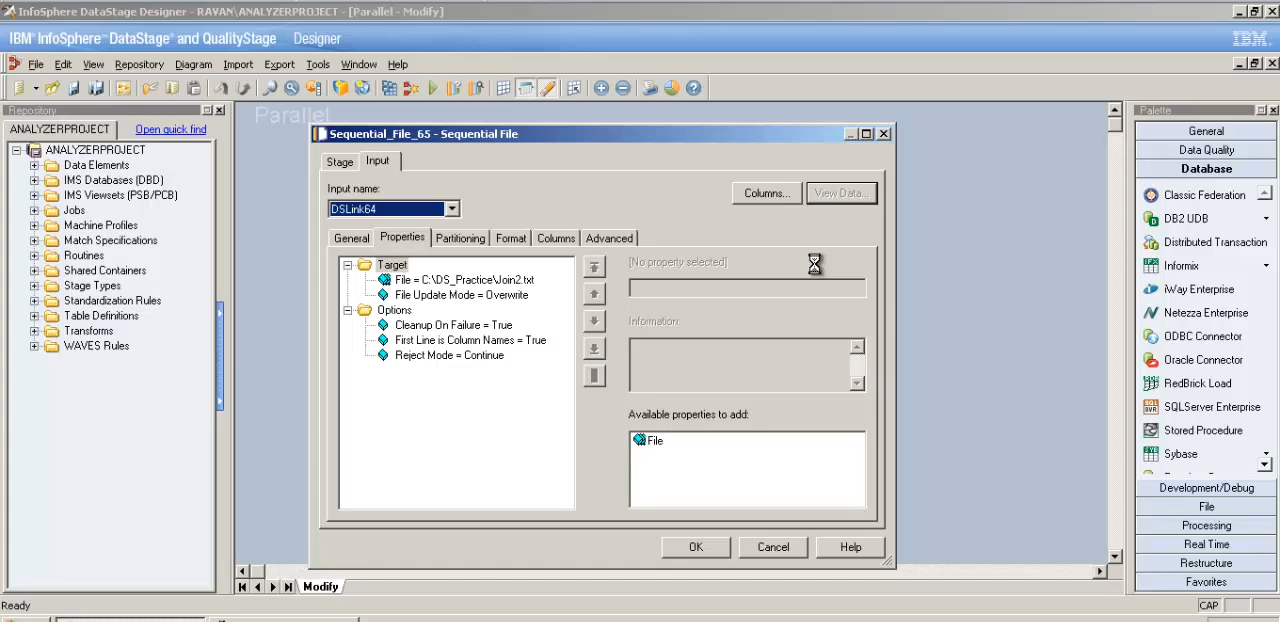 InfoSphere DataStage Designer - RAVAN\ANALYZERPROJECT - [Parallel - Modify]
IBM® InfoSphere™ DataStage® and QualityStage Designer
IBM.
File Edit View Repository Diagram Import Export Tools Window Help
Repository
ANALYZERPROJECT Open quick find
ANALYZERPROJECT
Data Elements
IMS Databases (DBD)
IMS Viewsets (PSB/PCB)
Jobs
Machine Profiles
Match Specifications
Routines
Shared Containers
Stage Types
Standardization Rules
Table Definitions
Transforms
WAVES Rules
Parallel
Sequential_File_65 - Sequential File
Stage Input
Input name:
DSLink64
Columns... View Data...
General Properties Partitioning Format Columns Advanced
Target
File = C:\DS_Practice\Join2.txt
File Update Mode = Overwrite
Options
Cleanup On Failure = True
First Line is Column Names = True
Reject Mode = Continue
[No property selected]
Information:
Available properties to add:
File
OK Cancel Help
Modify
Palette
General
Data Quality
Database
Classic Federation
DB2 UDB
Distributed Transaction
Informix
iWay Enterprise
Netezza Enterprise
ODBC Connector
Oracle Connector
RedBrick Load
SQLServer Enterprise
Stored Procedure
Sybase
Development/Debug
File
Processing
Real Time
Restructure
Favorites
Ready
CAP